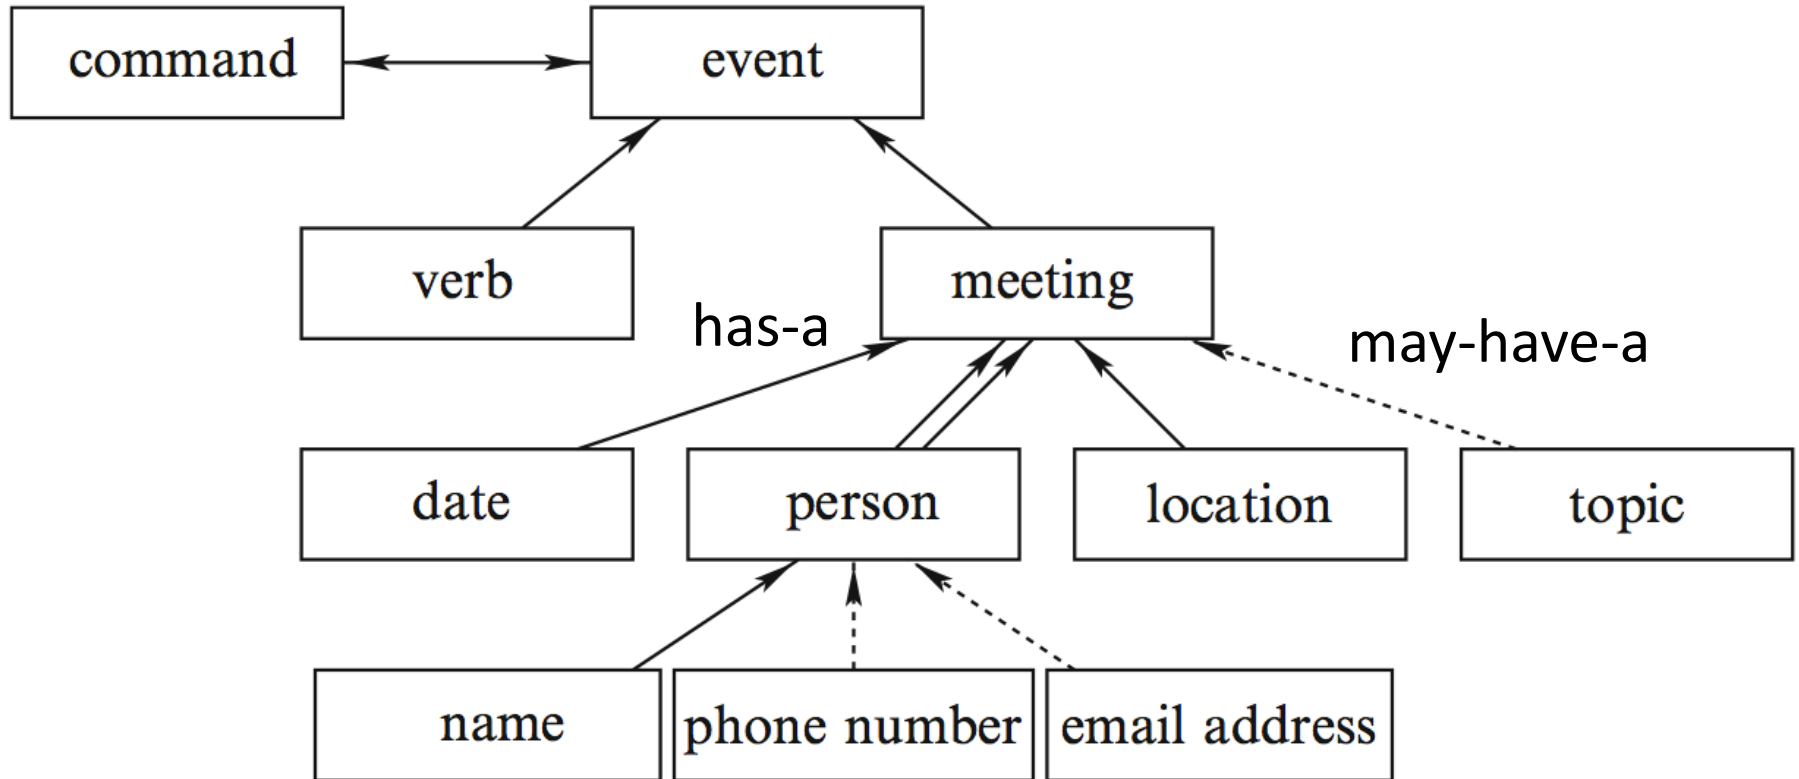 command
event
verb
meeting
has-a
may-have-a
date
person
location
topic
name
phone number
email address